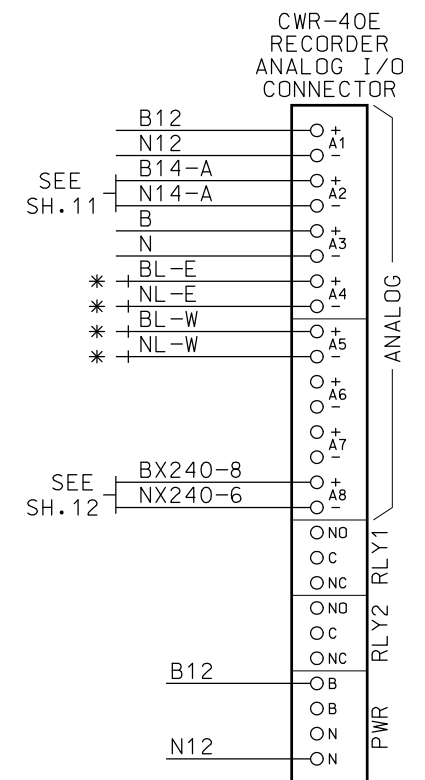 CWR-40E
RECORDER
ANALOG I/O
CONNECTOR
B12 + A1
N12 -
SEE SH.11
B14-A + A2
N14-A -
B + A3
N -
* BL-E + A4
* NL-E -
* BL-W + A5
* NL-W -
+ A6
-
+ A7
-
SEE SH.12
BX240-8 + A8
NX240-6 -
ANALOG
NO
C
NC
RLY1
NO
C
NC
RLY2
B12 B
B
N
N12 N
PWR